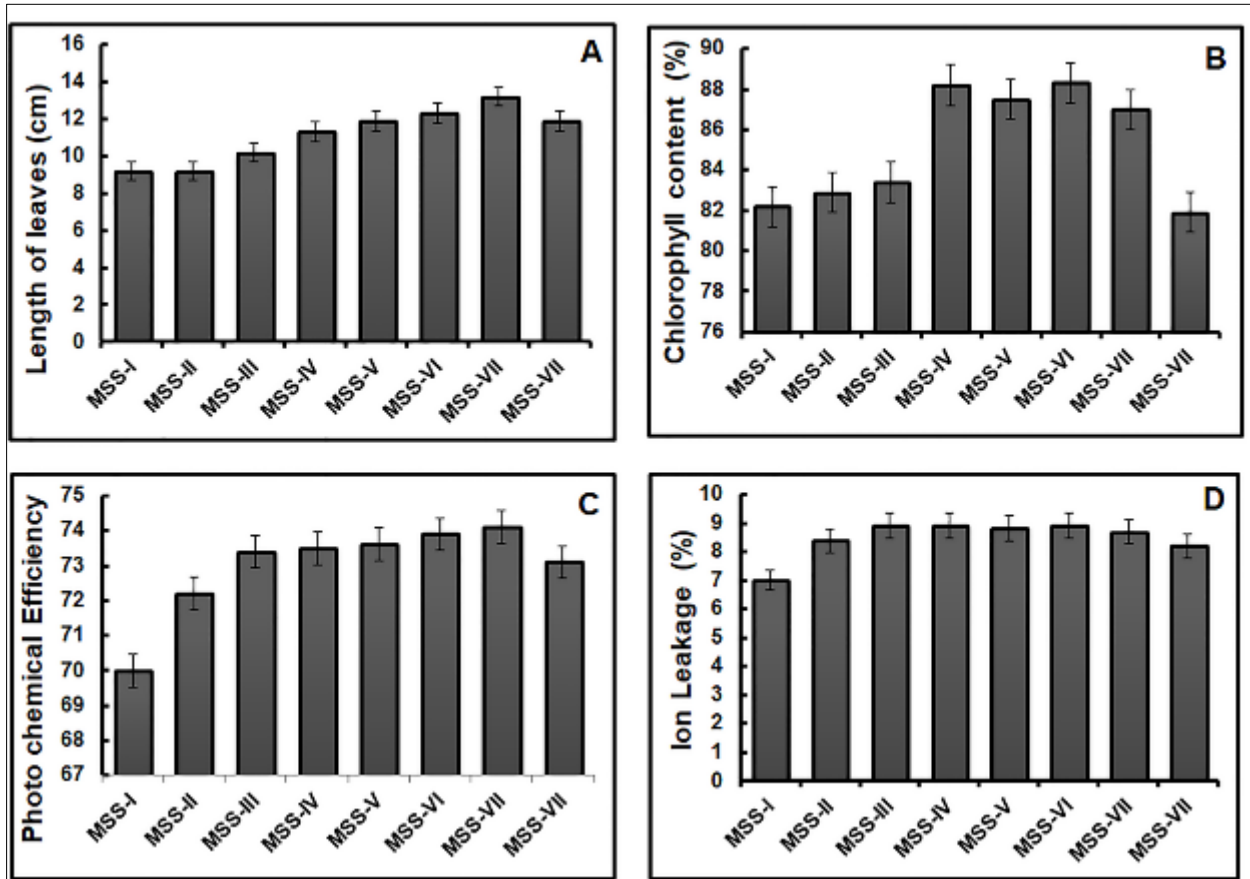 A
Length of leaves (cm)
16
14
12
10
8
6
4
2
0
MSS-I
MSS-II
MSS-III
MSS-IV
MSS-V
MSS-VI
MSS-VII
MSS-VII
B
Chlorophyll content (%)
90
88
86
84
82
80
78
76
MSS-I
MSS-II
MSS-III
MSS-IV
MSS-V
MSS-VI
MSS-VII
MSS-VII
C
Photo chemical Efficiency
75
74
73
72
71
70
69
68
67
MSS-I
MSS-II
MSS-III
MSS-IV
MSS-V
MSS-VI
MSS-VII
MSS-VII
D
Ion Leakage (%)
10
9
8
7
6
5
4
3
2
1
0
MSS-I
MSS-II
MSS-III
MSS-IV
MSS-V
MSS-VI
MSS-VII
MSS-VII